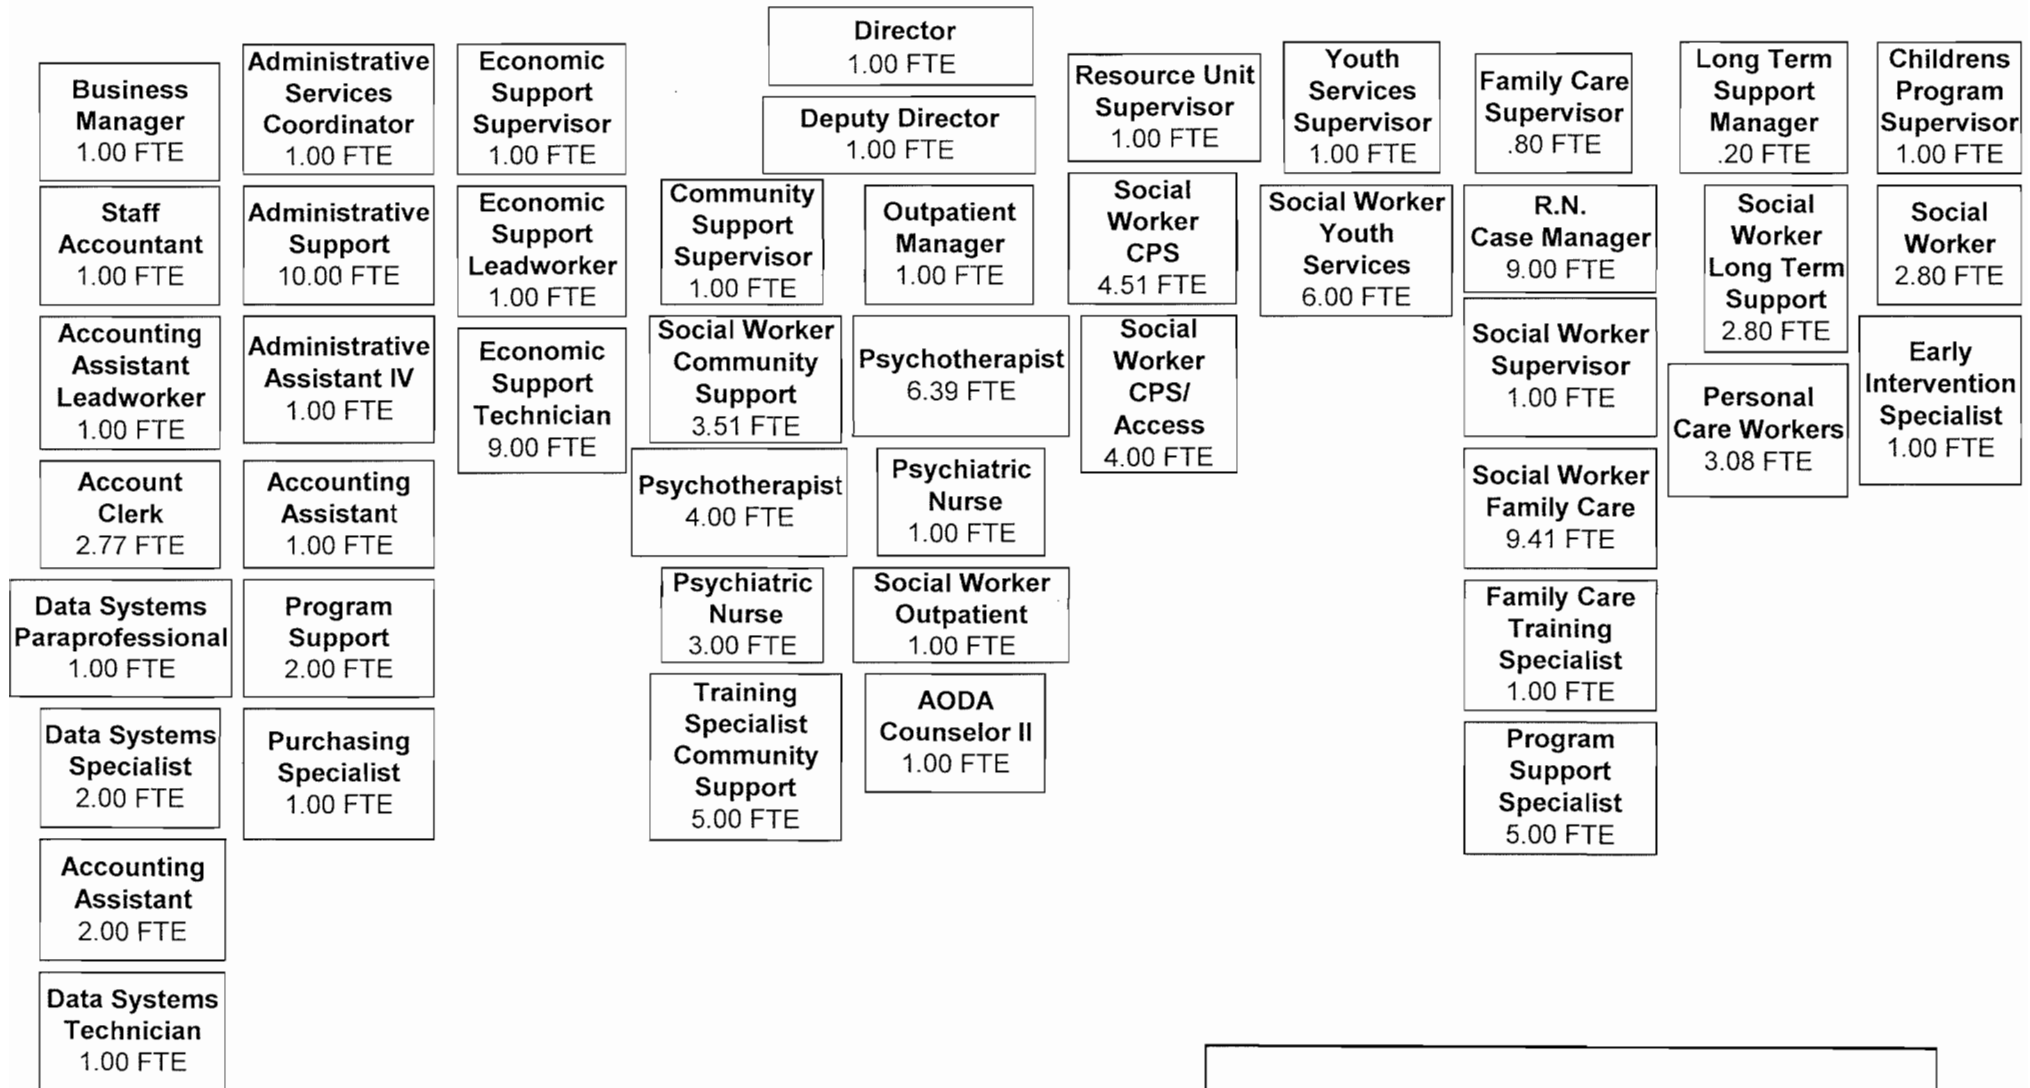 Director
1.00 FTE
Deputy Director
1.00 FTE
Business
Manager
1.00 FTE
Staff
Accountant
1.00 FTE
Accounting
Assistant
Leadworker
1.00 FTE
Account
Clerk
2.77 FTE
Data Systems
Paraprofessional
1.00 FTE
Data Systems
Specialist
2.00 FTE
Accounting
Assistant
2.00 FTE
Data Systems
Technician
1.00 FTE
Administrative
Services
Coordinator
1.00 FTE
Administrative
Support
10.00 FTE
Administrative
Assistant IV
1.00 FTE
Accounting
Assistant
1.00 FTE
Program
Support
2.00 FTE
Purchasing
Specialist
1.00 FTE
Economic
Support
Supervisor
1.00 FTE
Economic
Support
Leadworker
1.00 FTE
Economic
Support
Technician
9.00 FTE
Community
Support
Supervisor
1.00 FTE
Social Worker
Community
Support
3.51 FTE
Psychotherapist
4.00 FTE
Psychiatric
Nurse
3.00 FTE
Training
Specialist
Community
Support
5.00 FTE
Outpatient
Manager
1.00 FTE
Psychotherapist
6.39 FTE
Psychiatric
Nurse
1.00 FTE
Social Worker
Outpatient
1.00 FTE
AODA
Counselor II
1.00 FTE
Resource Unit
Supervisor
1.00 FTE
Social
Worker
CPS
4.51 FTE
Social
Worker
CPS/
Access
4.00 FTE
Youth
Services
Supervisor
1.00 FTE
Social Worker
Youth
Services
6.00 FTE
Family Care
Supervisor
.80 FTE
R.N.
Case Manager
9.00 FTE
Social Worker
Supervisor
1.00 FTE
Social Worker
Family Care
9.41 FTE
Family Care
Training
Specialist
1.00 FTE
Program
Support
Specialist
5.00 FTE
Long Term
Support
Manager
.20 FTE
Social
Worker
Long Term
Support
2.80 FTE
Personal
Care Workers
3.08 FTE
Childrens
Program
Supervisor
1.00 FTE
Social
Worker
2.80 FTE
Early
Intervention
Specialist
1.00 FTE